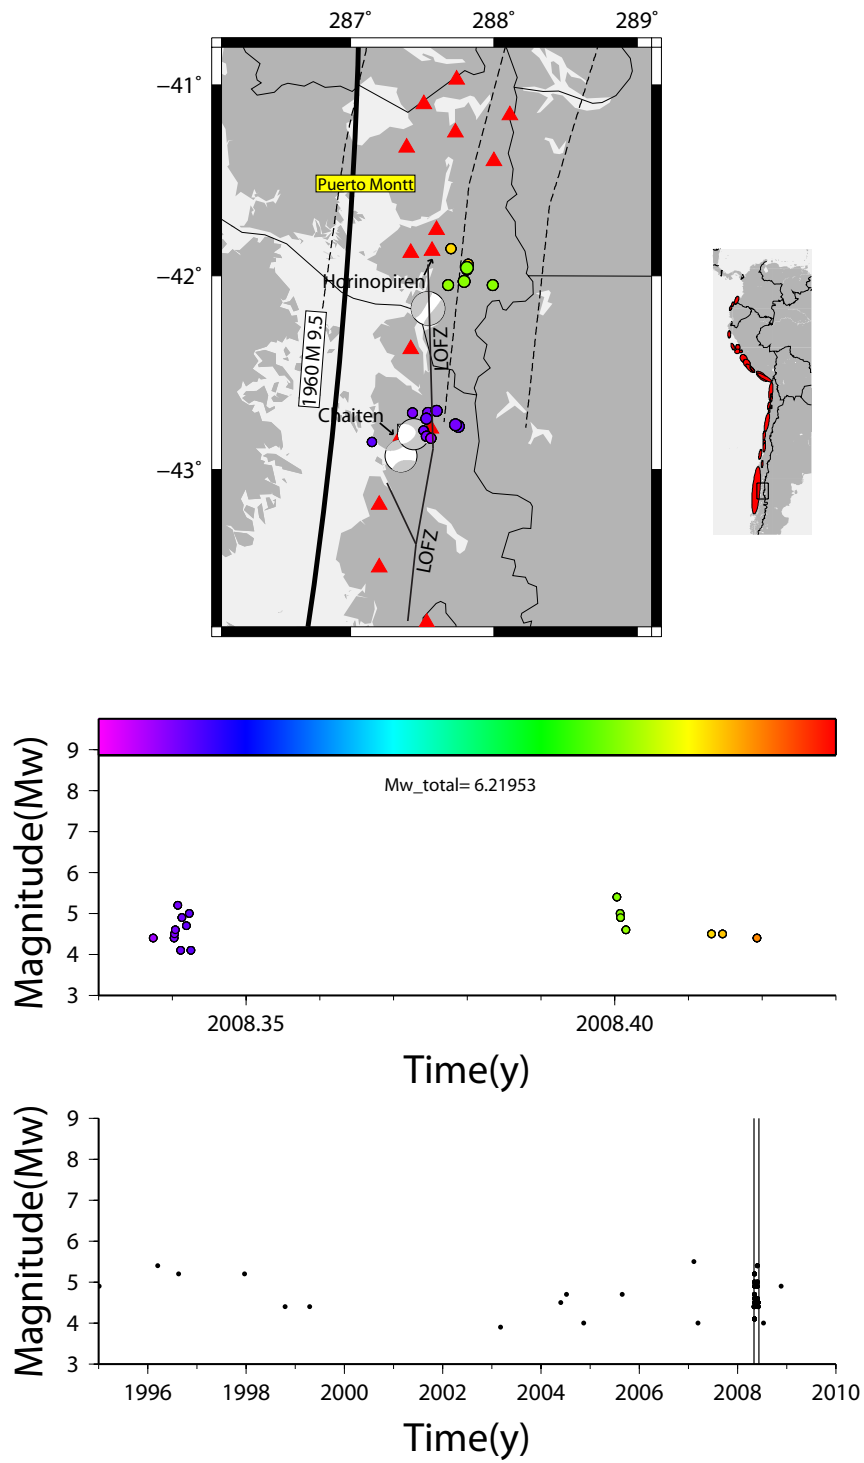 287° 288° 289°
−41°
Puerto Montt
−42°
Hornopiren
1960 M 9.5
LOFZ
Chaiten
−43°
LOFZ
Magnitude(Mw)
9
8
7
6
5
4
3
Mw_total= 6.21953
2008.35 2008.40
Time(y)
Magnitude(Mw)
9
8
7
6
5
4
3
1996 1998 2000 2002 2004 2006 2008 2010
Time(y)